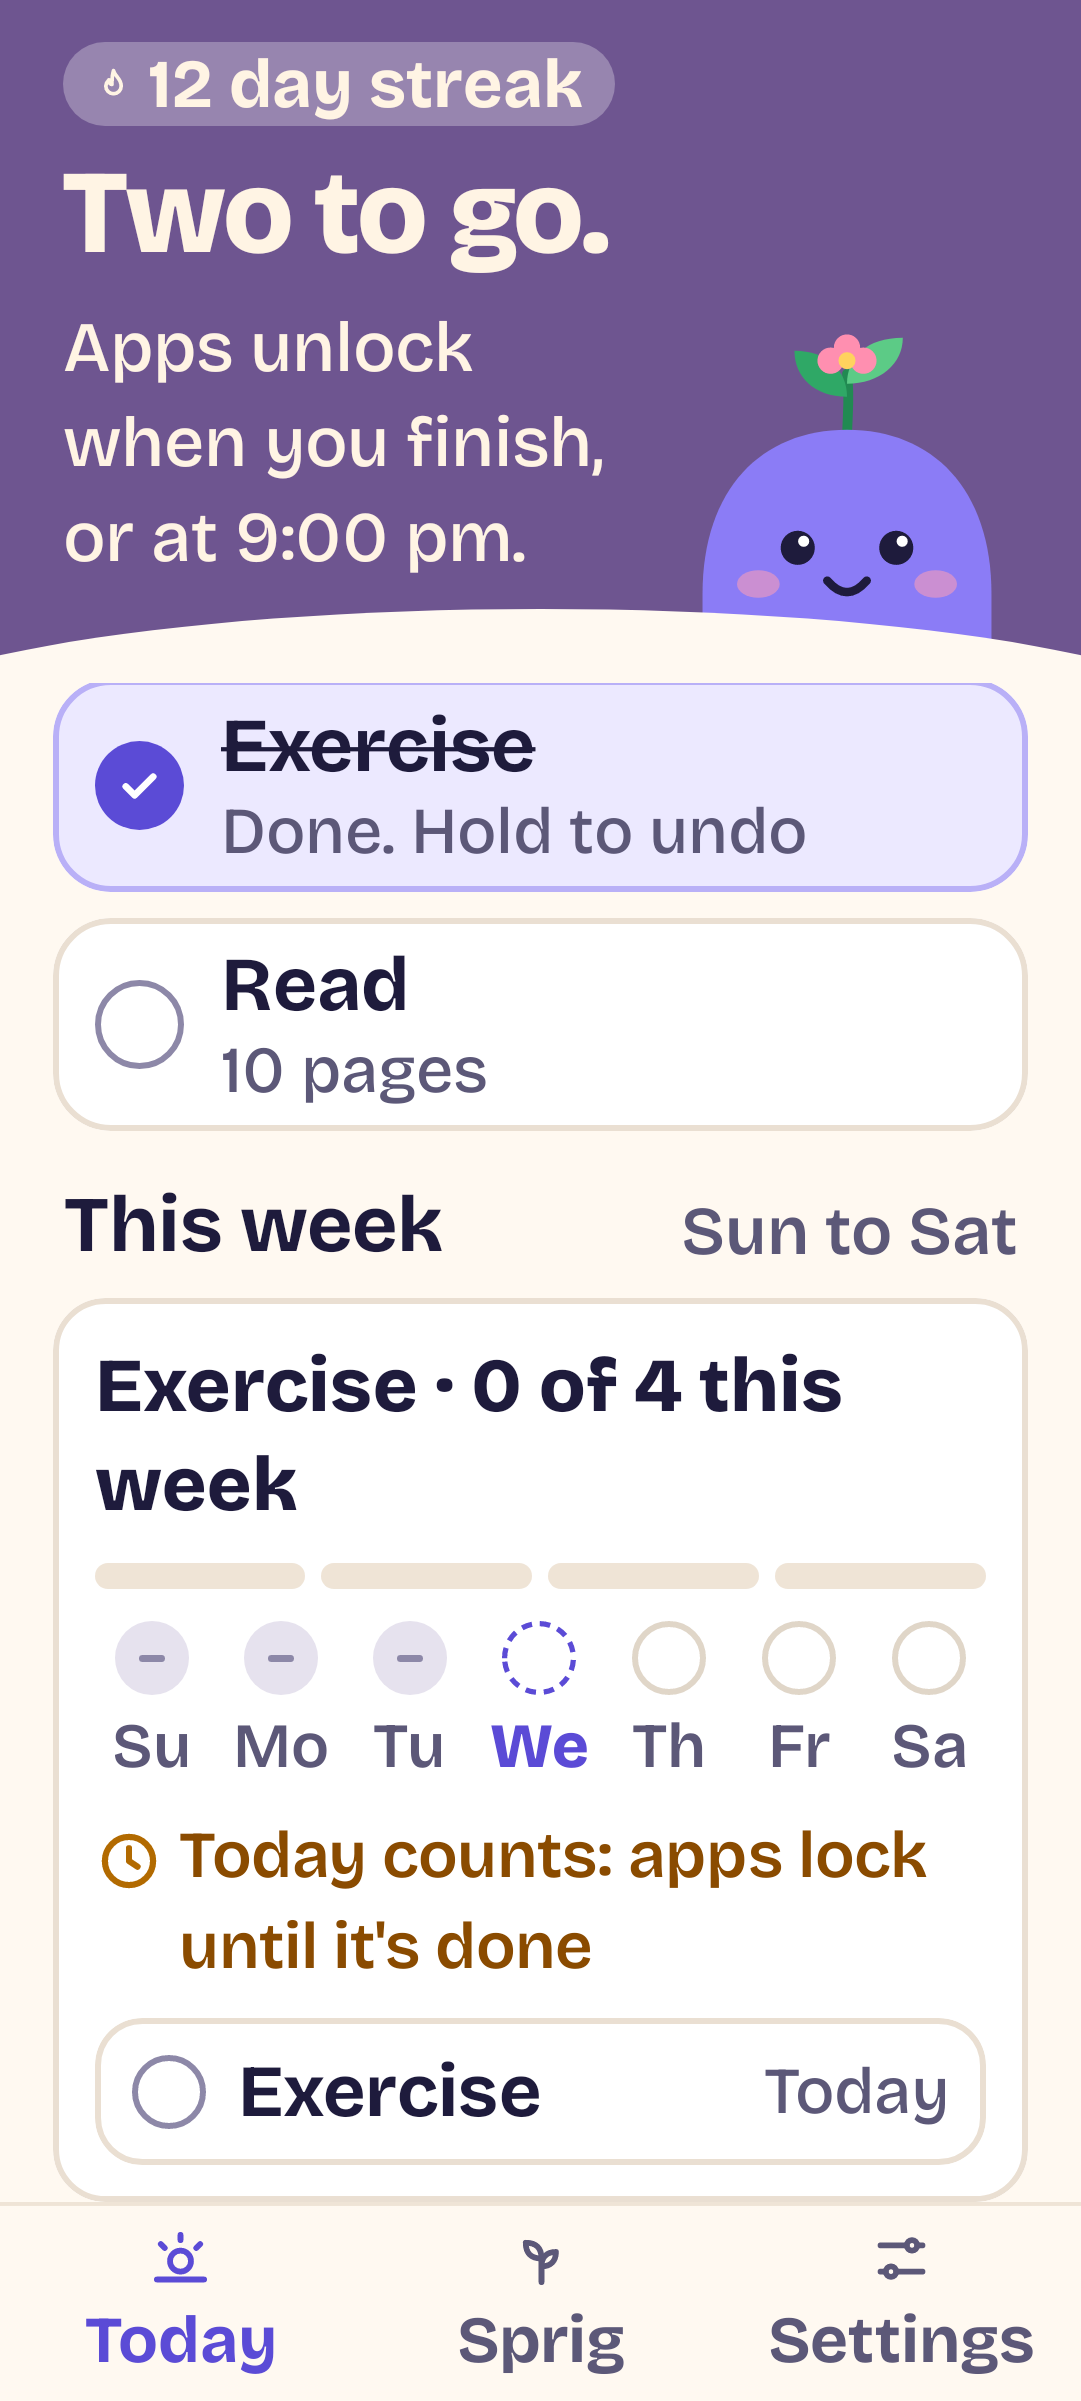 12 day streak
Two to go.
Apps unlock
when you finish,
or at 9:00 pm.
Exercise
Done. Hold to undo
Read
10 pages
This week
Sun to Sat
Exercise · 0 of 4 this
week
Su Mo Tu We Th Fr Sa
Today counts: apps lock
until it's done
Exercise
Today
Today Sprig Settings